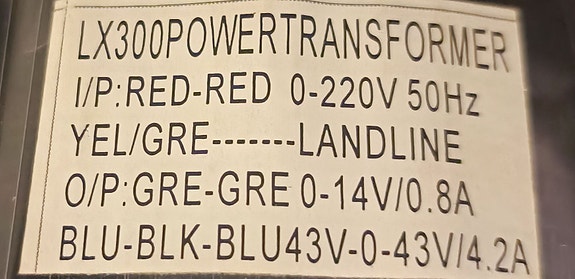 LX300POWERTRANSFORMER
I/P:RED-RED 0-220V 50Hz
YEL/GRE-------LANDLINE
O/P:GRE-GRE 0-14V/0.8A
BLU-BLK-BLU43V-0-43V/4.2A